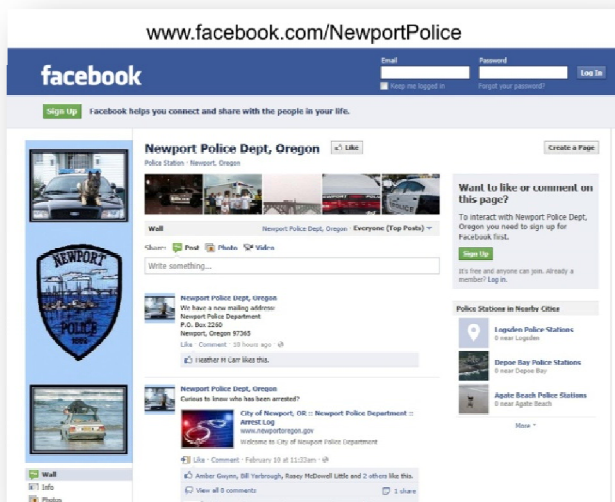 www.facebook.com/NewportPolice
facebook
Email
Password
Keep me logged in
Forgot your password?
Log In
Sign Up
Facebook helps you connect and share with the people in your life.
NEWPORT
POLICE
Newport Police Dept, Oregon
Like
Create a Page
Police Station · Newport, Oregon
Wall
Newport Police Dept, Oregon · Everyone (Top Posts)
Share:
Post
Photo
Video
Write something...
Newport Police Dept, Oregon
We have a new mailing address:
Newport Police Department
P.O. Box 2260
Newport, Oregon 97365
Like · Comment · 18 hours ago ·
Heather M Carr likes this.
Newport Police Dept, Oregon
Curious to know who has been arrested?
City of Newport, OR :: Newport Police Department ::
Arrest Log
www.newportoregon.gov
Welcome to City of Newport Police Department
Like · Comment · February 10 at 11:33am ·
Amber Gwynn, Bill Yarbrough, Rosey McDowell Little and 2 others like this.
View all 8 comments
1 share
Want to like or comment on
this page?
To interact with Newport Police Dept,
Oregon you need to sign up for
Facebook first.
Sign Up
It's free and anyone can join. Already a
member? Log in.
Police Stations in Nearby Cities
Logsden Police Stations
0 near Logsden
Depoe Bay Police Stations
0 near Depoe Bay
Agate Beach Police Stations
0 near Agate Beach
More
Wall
Info
Photos